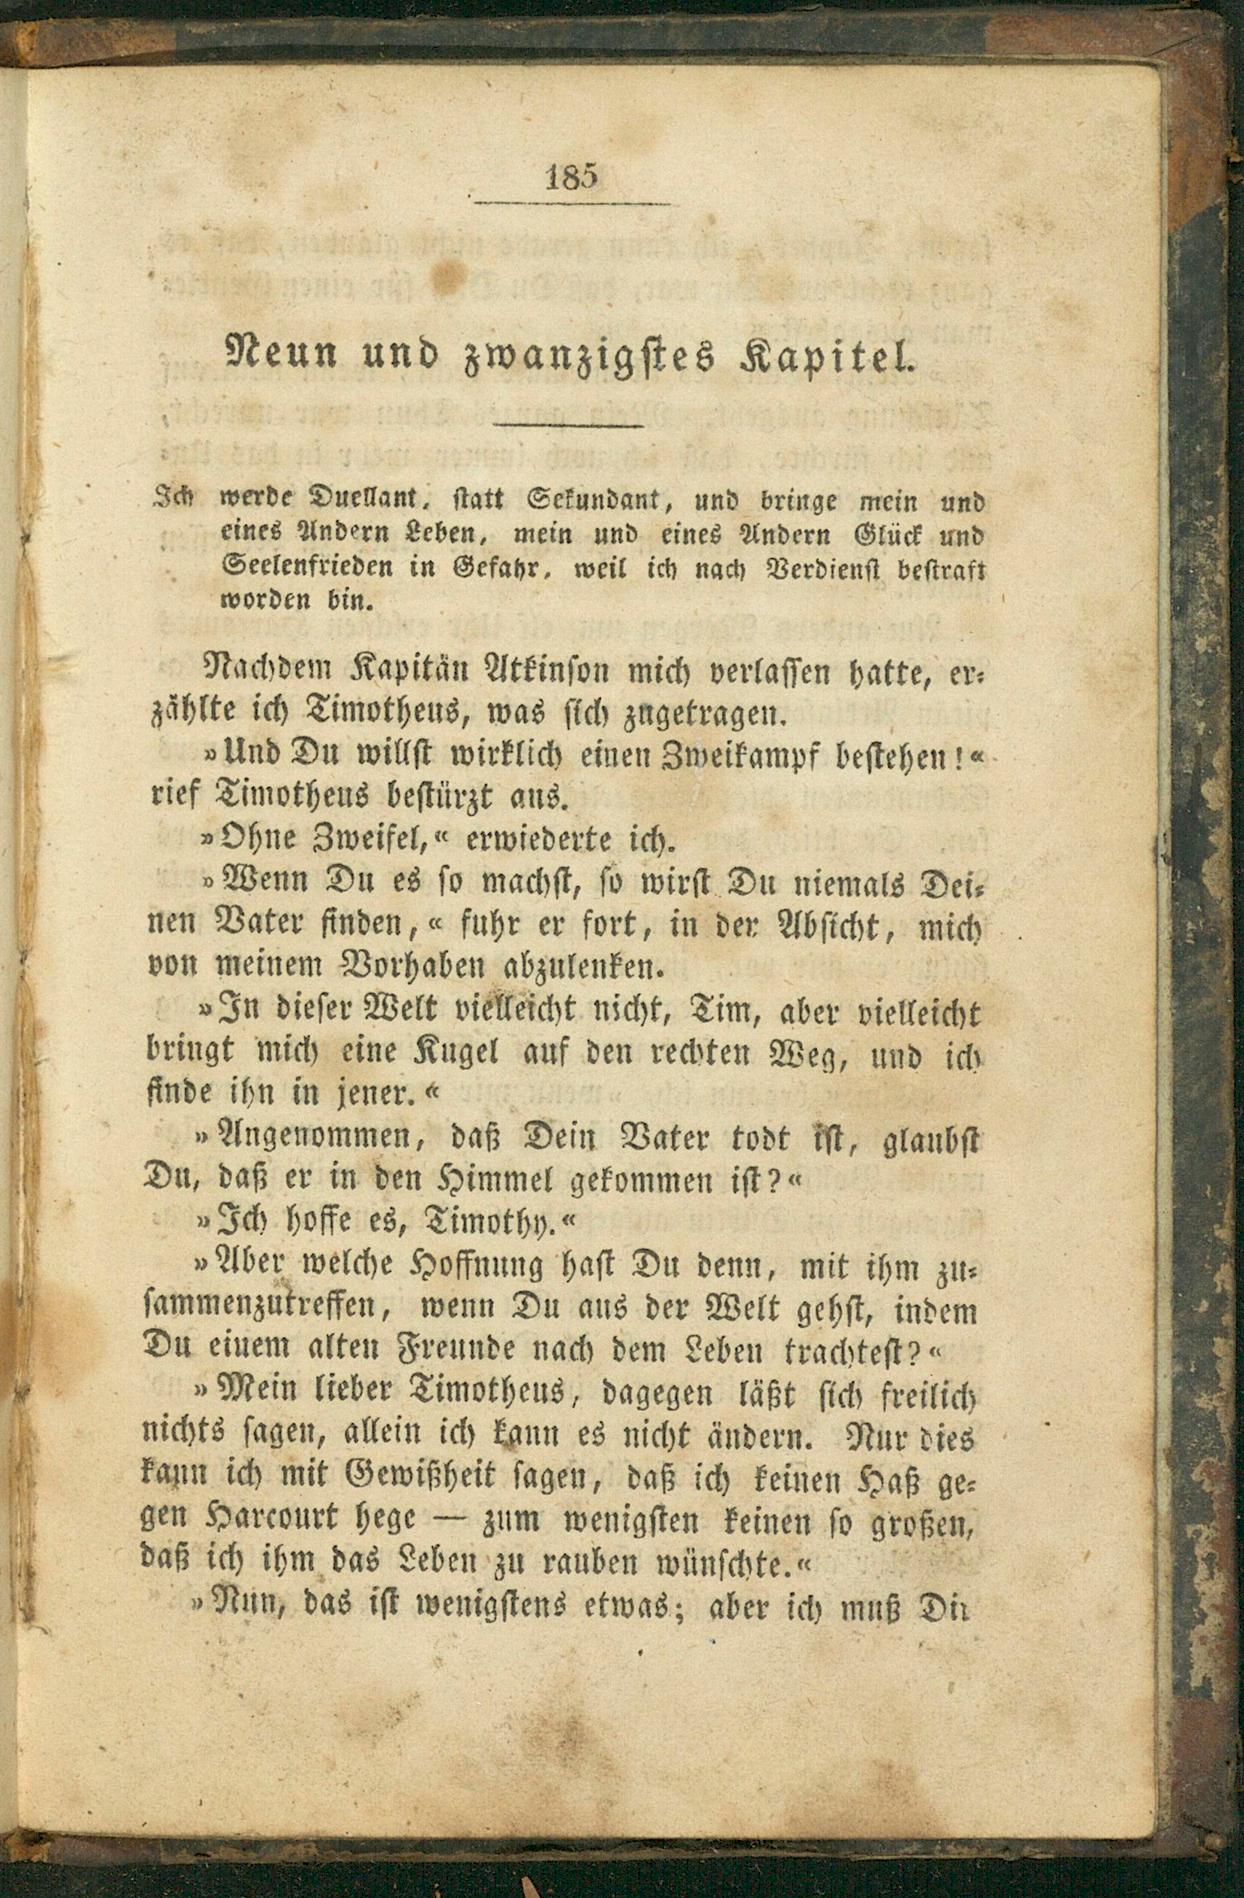 185
Neun und zwanzigstes Kapitel.
Ich werde Duellant, statt Sekundant, und bringe mein und
eines Andern Leben, mein und eines Andern Glück und
Seelenfrieden in Gefahr, weil ich nach Verdienst bestraft
worden bin.
Nachdem Kapitän Atkinson mich verlassen hatte, er-
zählte ich Timotheus, was sich zugetragen.
»Und Du willst wirklich einen Zweikampf bestehen!«
rief Timotheus bestürzt aus.
»Ohne Zweifel,« erwiederte ich.
»Wenn Du es so machst, so wirst Du niemals Dei-
nen Vater finden,« fuhr er fort, in der Absicht, mich
von meinem Vorhaben abzulenken.
»In dieser Welt vielleicht nicht, Tim, aber vielleicht
bringt mich eine Kugel auf den rechten Weg, und ich
finde ihn in jener.«
»Angenommen, daß Dein Vater todt ist, glaubst
Du, daß er in den Himmel gekommen ist?«
»Ich hoffe es, Timothy.«
»Aber welche Hoffnung hast Du denn, mit ihm zu-
sammenzutreffen, wenn Du aus der Welt gehst, indem
Du einem alten Freunde nach dem Leben trachtest?«
»Mein lieber Timotheus, dagegen läßt sich freilich
nichts sagen, allein ich kann es nicht ändern. Nur dies
kann ich mit Gewißheit sagen, daß ich keinen Haß ge-
gen Harcourt hege — zum wenigsten keinen so großen,
daß ich ihm das Leben zu rauben wünschte.«
»Nun, das ist wenigstens etwas; aber ich muß Dir